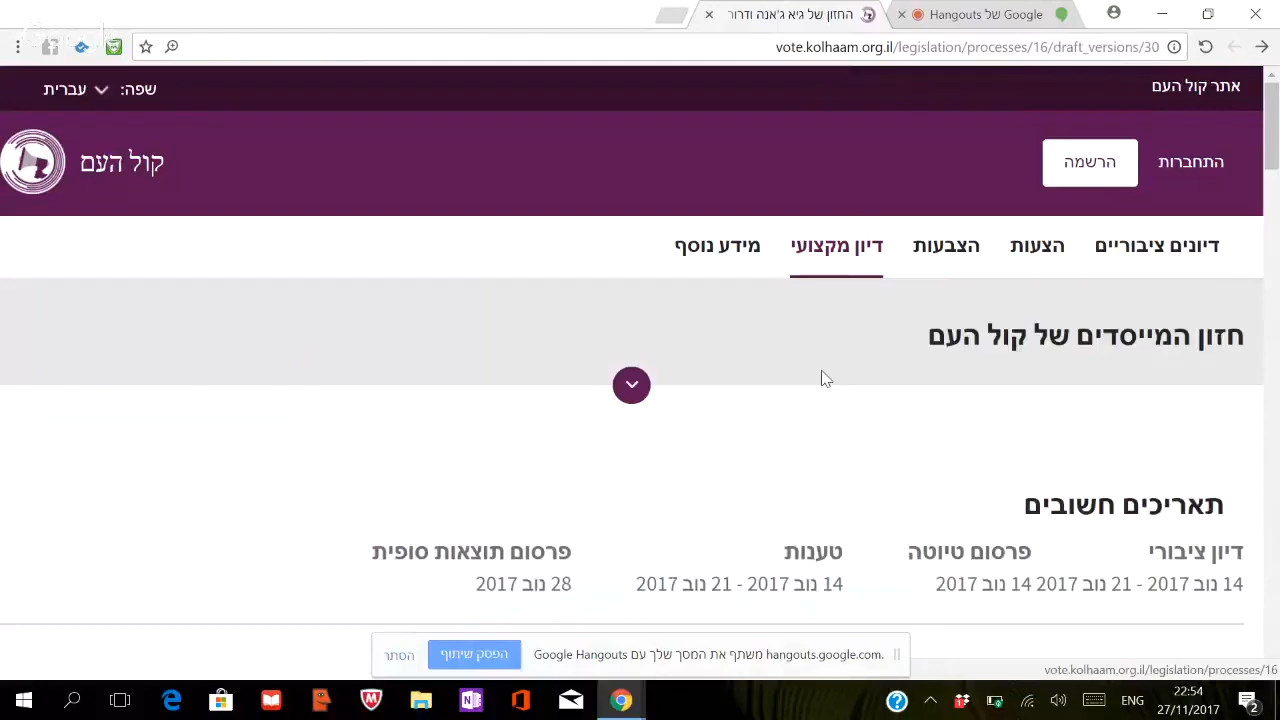 החזון של גיא ג'אנה ודרור
Google של Hangouts
vote.kolhaam.org.il/legislation/processes/16/draft_versions/30
אתר קול העם
שפה: עברית
התחברות
הרשמה
קול העם
דיונים ציבוריים
הצעות
הצבעות
דיון מקצועי
מידע נוסף
חזון המייסדים של קול העם
תאריכים חשובים
דיון ציבורי
פרסום טיוטה
טענות
פרסום תוצאות סופית
14 נוב 2017 - 21 נוב 2017
14 נוב 2017
14 נוב 2017 - 21 נוב 2017
28 נוב 2017
hangouts.google.com. משתף את המסך שלך עם Google Hangouts
הפסק שיתוף
הסתר
vote.kolhaam.org.il/legislation/processes/16
ENG
22:54
27/11/2017
2